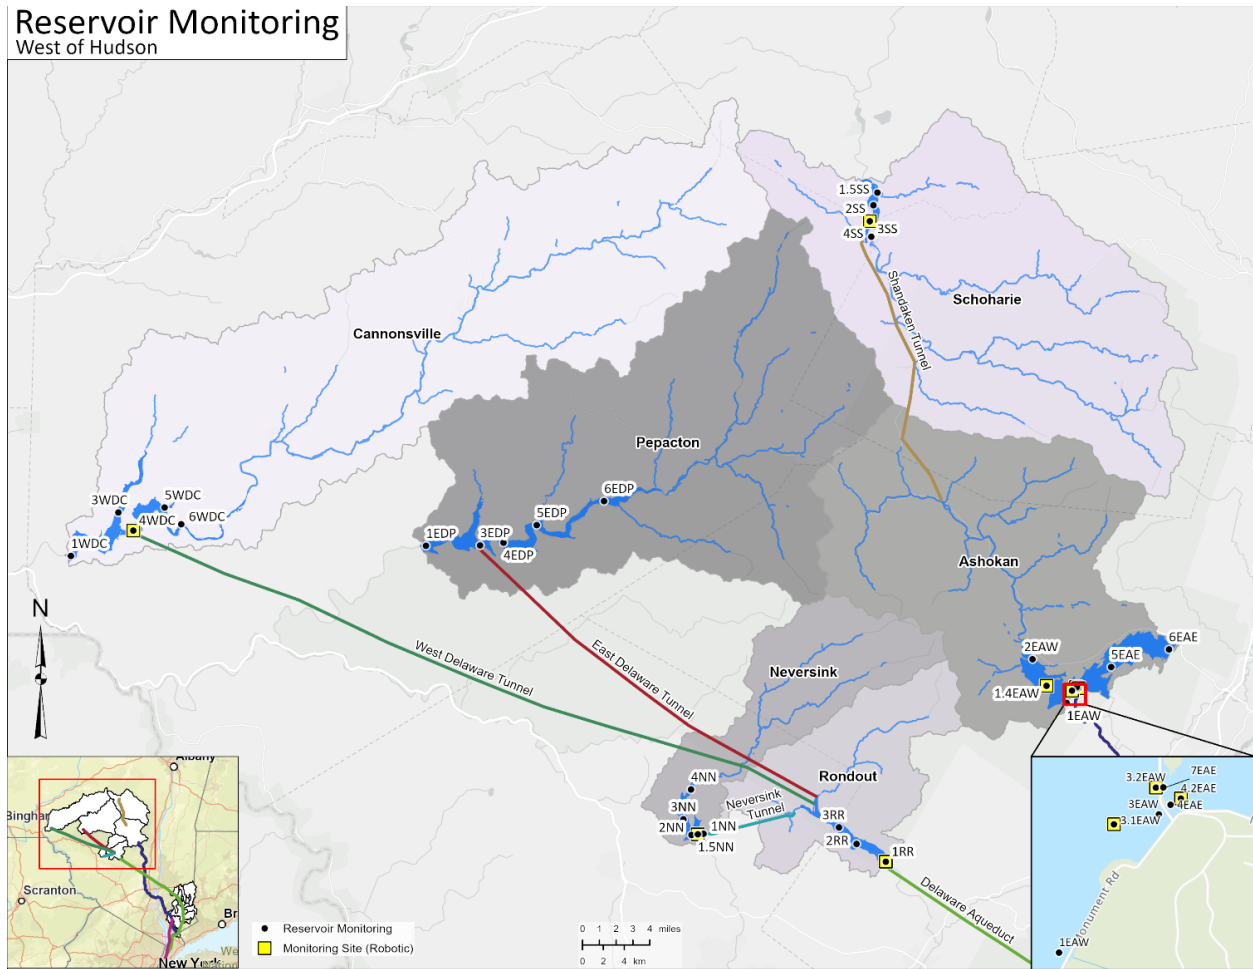 Reservoir Monitoring
West of Hudson
1.5SS
2SS
3SS
4SS
Shandaken Tunnel
Schoharie
Cannonsville
Pepacton
3WDC
5WDC
4WDC
6WDC
1WDC
6EDP
5EDP
1EDP
3EDP
4EDP
Ashokan
N
West Delaware Tunnel
East Delaware Tunnel
Neversink
2EAW
6EAE
5EAE
1.4EAW
1EAW
Rondout
4NN
Neversink
Tunnel
3NN
2NN
1NN
1.5NN
3RR
2RR
1RR
Delaware Aqueduct
3.2EAW
7EAE
4.2EAE
3EAW
4EAE
3.1EAW
Monument Rd
1EAW
Albany
Bingha
Scranton
Br
New York
Reservoir Monitoring
Monitoring Site (Robotic)
0 1 2 3 4 miles
0 2 4 km